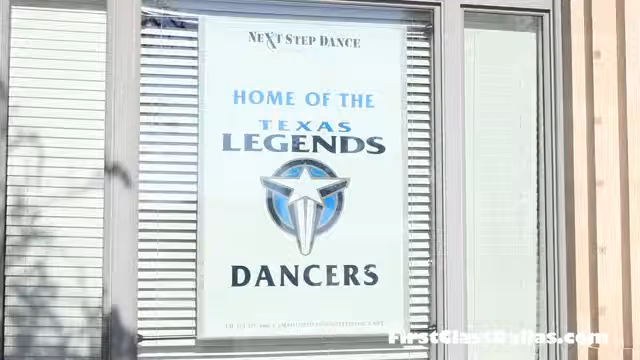 NEXT STEP DANCE
HOME OF THE
TEXAS
LEGENDS
DANCERS
FirstClassDallas.com